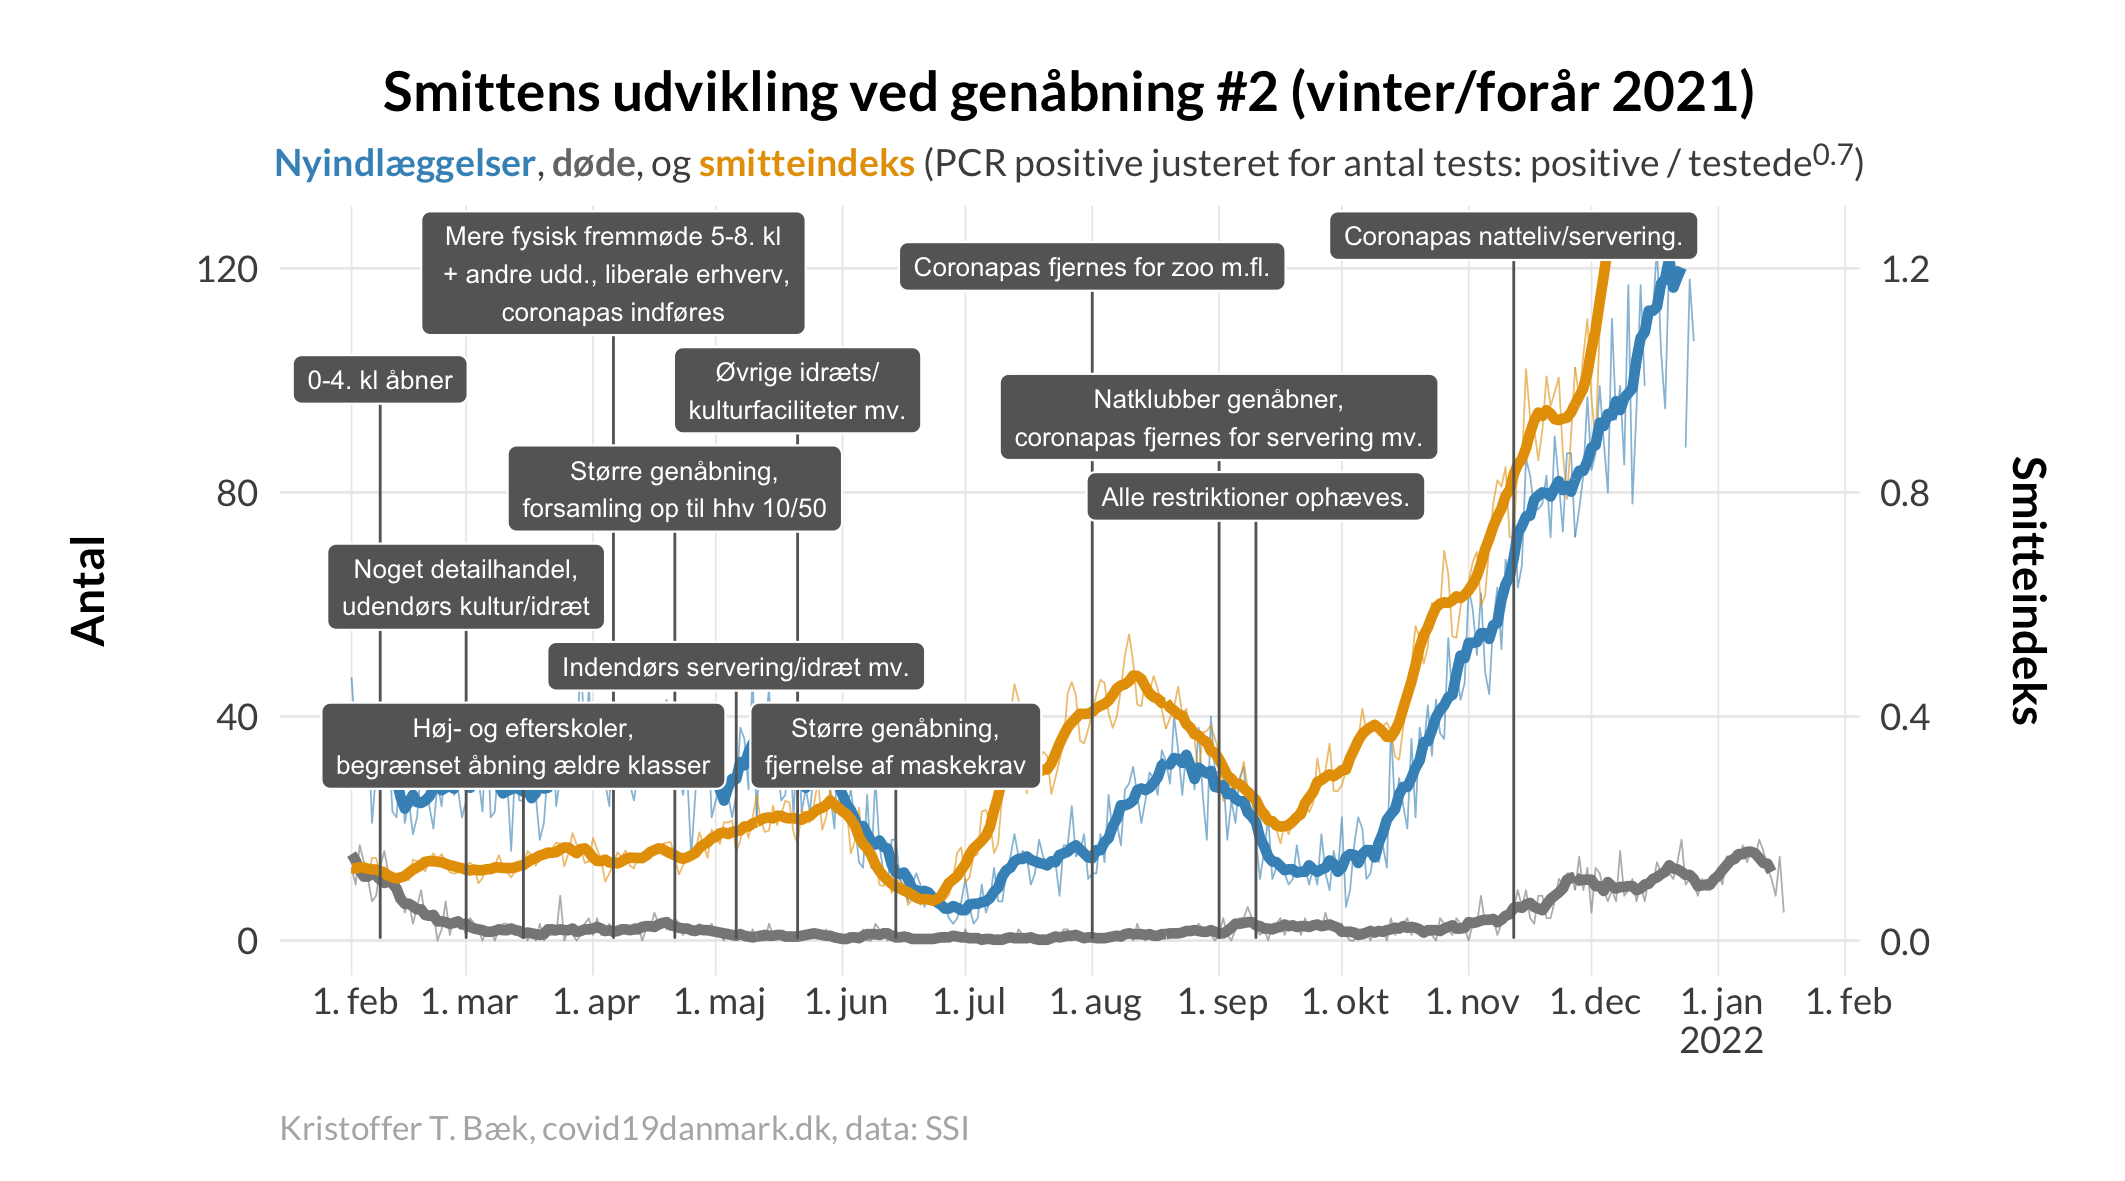 Smittens udvikling ved genåbning #2 (vinter/forår 2021)
Nyindlæggelser, døde, og smitteindeks (PCR positive justeret for antal tests: positive / testede^0.7)
Mere fysisk fremmøde 5-8. kl
+ andre udd., liberale erhverv,
coronapas indføres
Coronapas fjernes for zoo m.fl.
Coronapas natteliv/servering.
0-4. kl åbner
Øvrige idræts/
kulturfaciliteter mv.
Natklubber genåbner,
coronapas fjernes for servering mv.
Større genåbning,
forsamling op til hhv 10/50
Alle restriktioner ophæves.
Noget detailhandel,
udendørs kultur/idræt
Indendørs servering/idræt mv.
Høj- og efterskoler,
begrænset åbning ældre klasser
Større genåbning,
fjernelse af maskekrav
Antal
120
80
40
0
Smitteindeks
1.2
0.8
0.4
0.0
1. feb 1. mar 1. apr 1. maj 1. jun 1. jul 1. aug 1. sep 1. okt 1. nov 1. dec 1. jan 1. feb
2022
Kristoffer T. Bæk, covid19danmark.dk, data: SSI